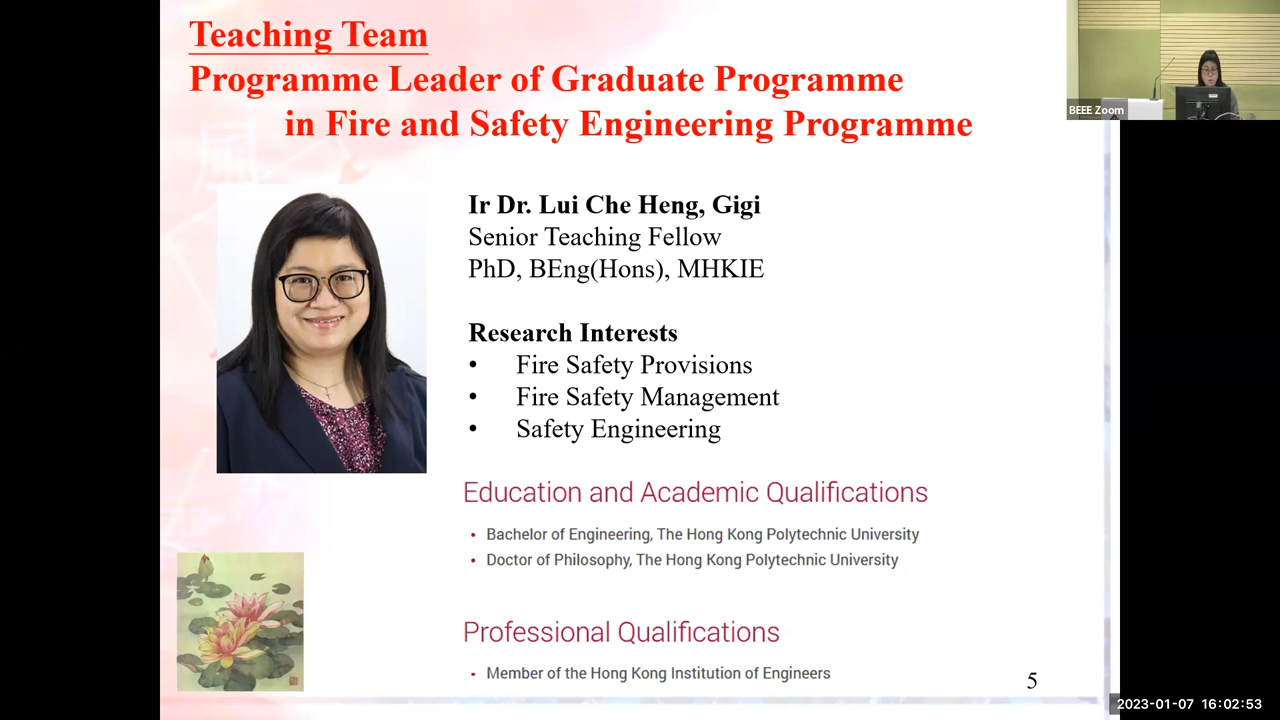 Teaching Team
Programme Leader of Graduate Programme
in Fire and Safety Engineering Programme
BEEE Zoom
Ir Dr. Lui Che Heng, Gigi
Senior Teaching Fellow
PhD, BEng(Hons), MHKIE
Research Interests
• Fire Safety Provisions
• Fire Safety Management
• Safety Engineering
Education and Academic Qualifications
• Bachelor of Engineering, The Hong Kong Polytechnic University
• Doctor of Philosophy, The Hong Kong Polytechnic University
Professional Qualifications
• Member of the Hong Kong Institution of Engineers
5
2023-01-07 16:02:53